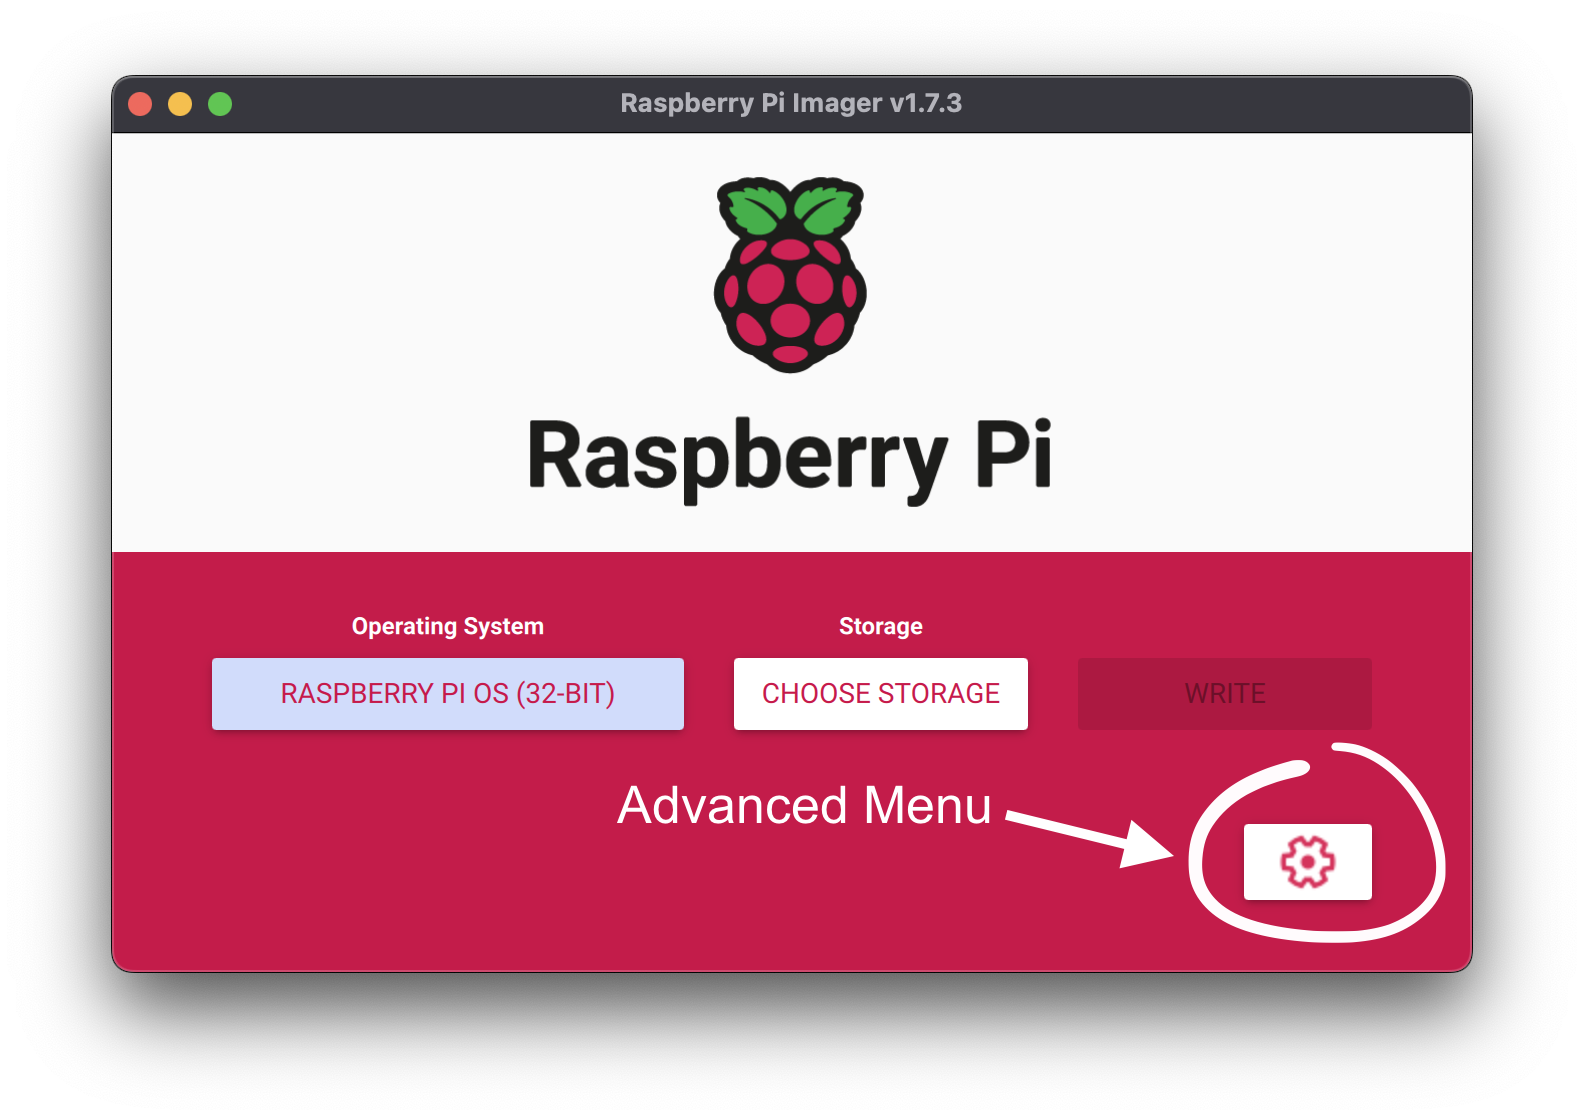 Raspberry Pi Imager v1.7.3
Raspberry Pi
Operating System
Storage
RASPBERRY PI OS (32-BIT)
CHOOSE STORAGE
WRITE
Advanced Menu